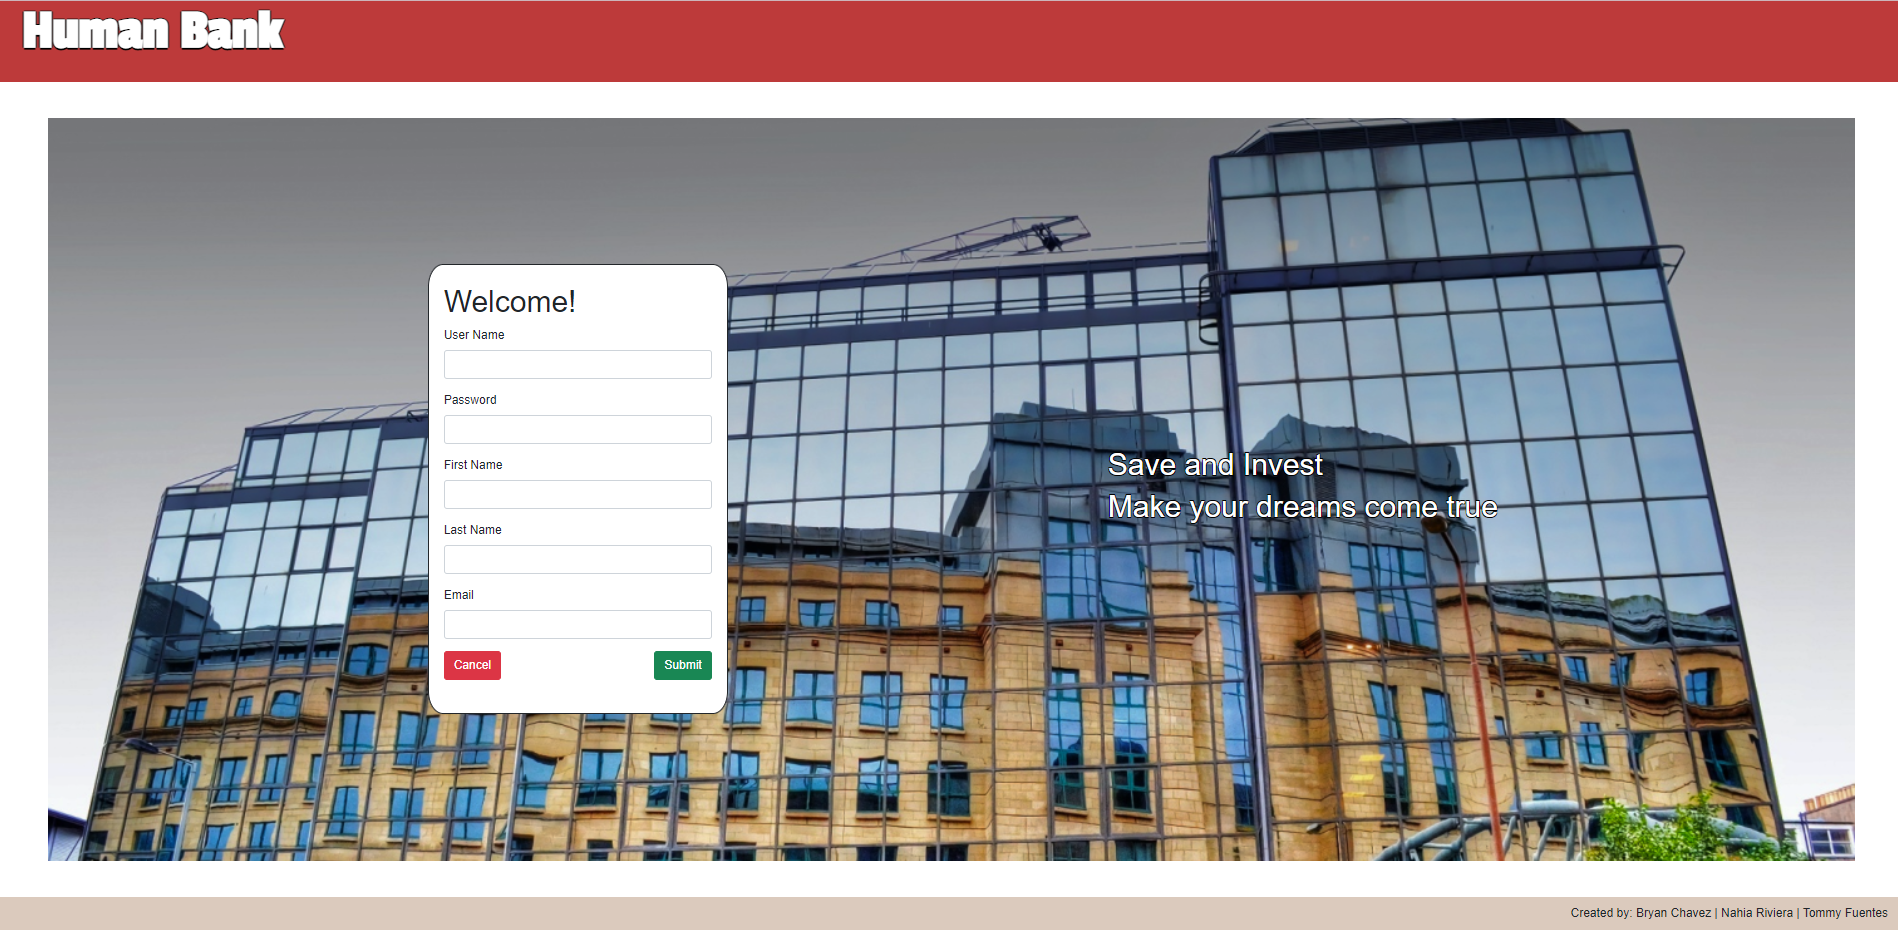 Human Bank
Welcome!
User Name
Password
First Name
Last Name
Email
Cancel
Submit
Save and Invest
Make your dreams come true
Created by: Bryan Chavez | Nahia Riviera | Tommy Fuentes